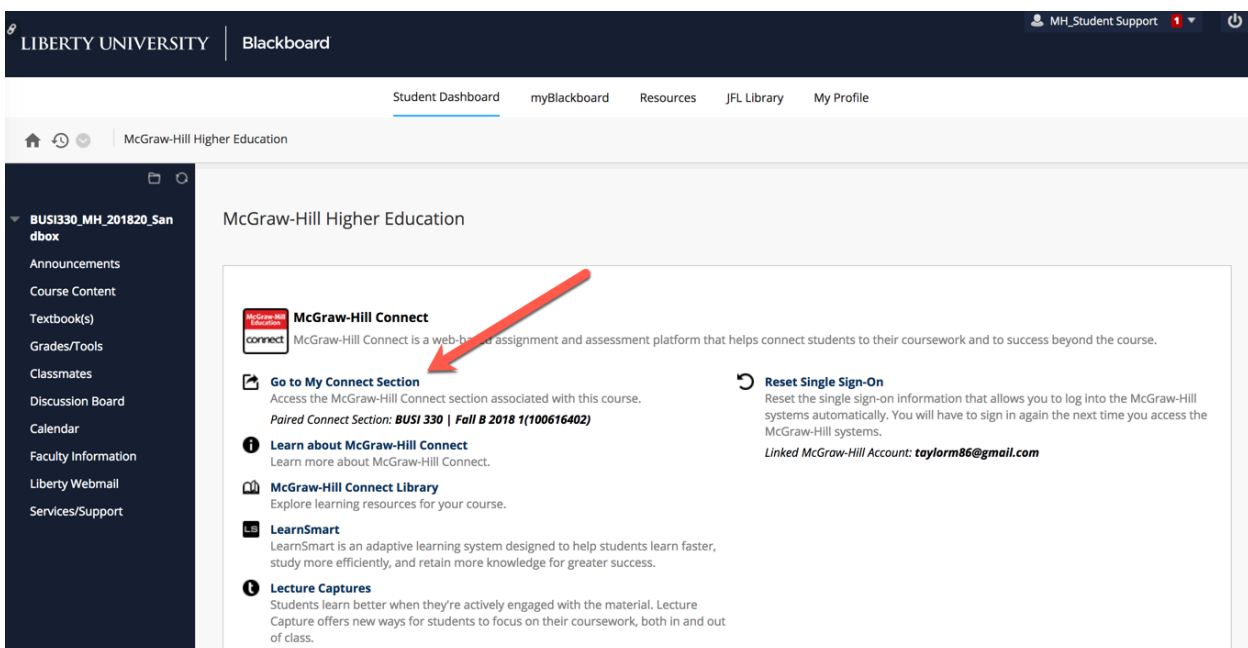 LIBERTY UNIVERSITY Blackboard
MH_Student Support 1
Student Dashboard myBlackboard Resources JFL Library My Profile
McGraw-Hill Higher Education
BUSI330_MH_201820_San
dbox
Announcements
Course Content
Textbook(s)
Grades/Tools
Classmates
Discussion Board
Calendar
Faculty Information
Liberty Webmail
Services/Support
McGraw-Hill Higher Education
McGraw-Hill
Education
connect
McGraw-Hill Connect
McGraw-Hill Connect is a web-based assignment and assessment platform that helps connect students to their coursework and to success beyond the course.
Go to My Connect Section
Access the McGraw-Hill Connect section associated with this course.
Paired Connect Section: BUSI 330 | Fall B 2018 1(100616402)
Learn about McGraw-Hill Connect
Learn more about McGraw-Hill Connect.
McGraw-Hill Connect Library
Explore learning resources for your course.
LS LearnSmart
LearnSmart is an adaptive learning system designed to help students learn faster,
study more efficiently, and retain more knowledge for greater success.
t Lecture Captures
Students learn better when they're actively engaged with the material. Lecture
Capture offers new ways for students to focus on their coursework, both in and out
of class.
Reset Single Sign-On
Reset the single sign-on information that allows you to log into the McGraw-Hill
systems automatically. You will have to sign in again the next time you access the
McGraw-Hill systems.
Linked McGraw-Hill Account: taylorm86@gmail.com